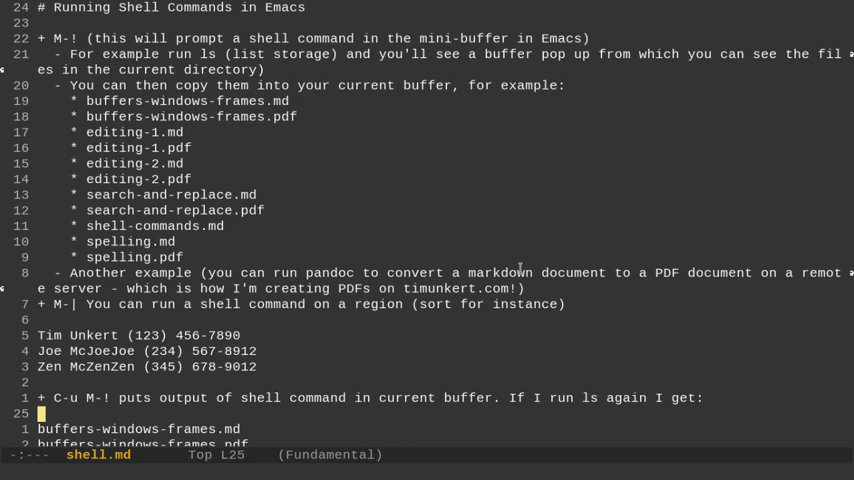 24 # Running Shell Commands in Emacs
23
22 + M-! (this will prompt a shell command in the mini-buffer in Emacs)
21   - For example run ls (list storage) and you'll see a buffer pop up from which you can see the fil
es in the current directory)
20   - You can then copy them into your current buffer, for example:
19     * buffers-windows-frames.md
18     * buffers-windows-frames.pdf
17     * editing-1.md
16     * editing-1.pdf
15     * editing-2.md
14     * editing-2.pdf
13     * search-and-replace.md
12     * search-and-replace.pdf
11     * shell-commands.md
10     * spelling.md
9     * spelling.pdf
8   - Another example (you can run pandoc to convert a markdown document to a PDF document on a remot
e server - which is how I'm creating PDFs on timunkert.com!)
7 + M-| You can run a shell command on a region (sort for instance)
6
5 Tim Unkert (123) 456-7890
4 Joe McJoeJoe (234) 567-8912
3 Zen McZenZen (345) 678-9012
2
1 + C-u M-! puts output of shell command in current buffer. If I run ls again I get:
25
1 buffers-windows-frames.md
2 buffers-windows-frames.pdf
-:--- shell.md Top L25 (Fundamental)